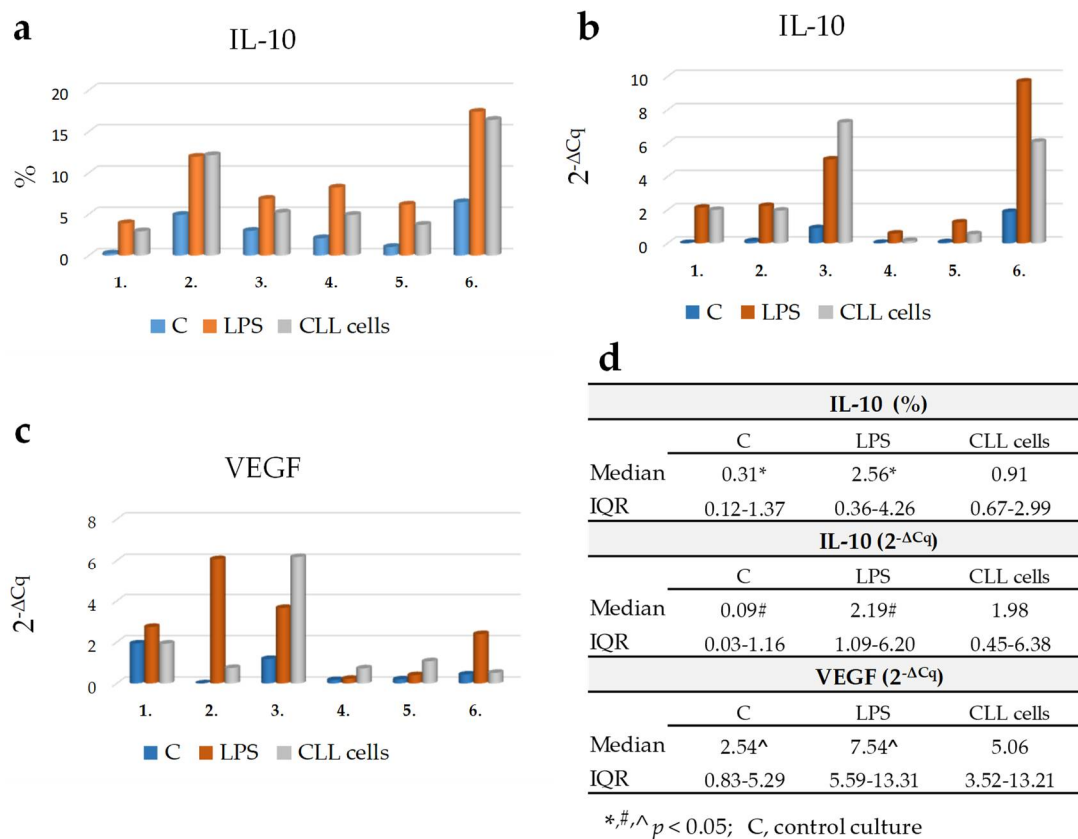 a
IL-10
%
20
15
10
5
0
1. 2. 3. 4. 5. 6.
C LPS CLL cells
b
IL-10
2-ΔCq
10
8
6
4
2
0
1. 2. 3. 4. 5. 6.
C LPS CLL cells
c
VEGF
2-ΔCq
8
6
4
2
0
1. 2. 3. 4. 5. 6.
C LPS CLL cells
d
IL-10 (%)
C LPS CLL cells
Median 0.31* 2.56* 0.91
IQR 0.12-1.37 0.36-4.26 0.67-2.99
IL-10 (2-ΔCq)
C LPS CLL cells
Median 0.09# 2.19# 1.98
IQR 0.03-1.16 1.09-6.20 0.45-6.38
VEGF (2-ΔCq)
C LPS CLL cells
Median 2.54^ 7.54^ 5.06
IQR 0.83-5.29 5.59-13.31 3.52-13.21
*,#,^ p < 0.05; C, control culture